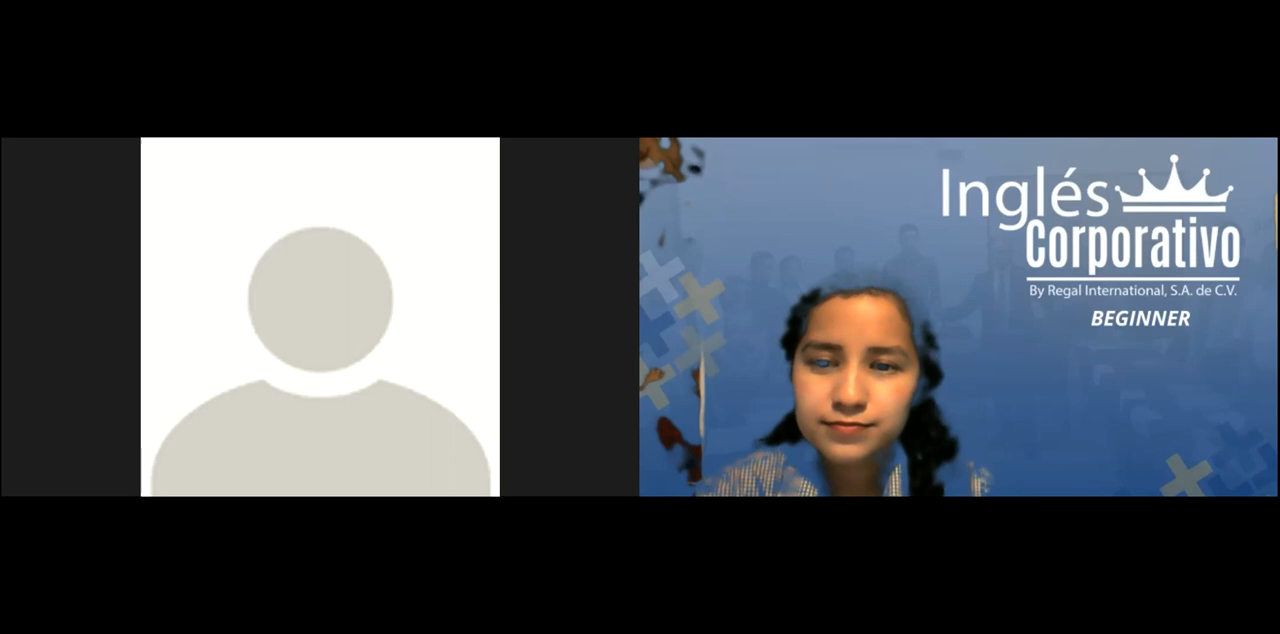 Inglés
Corporativo
By Regal International, S.A. de C.V.
BEGINNER